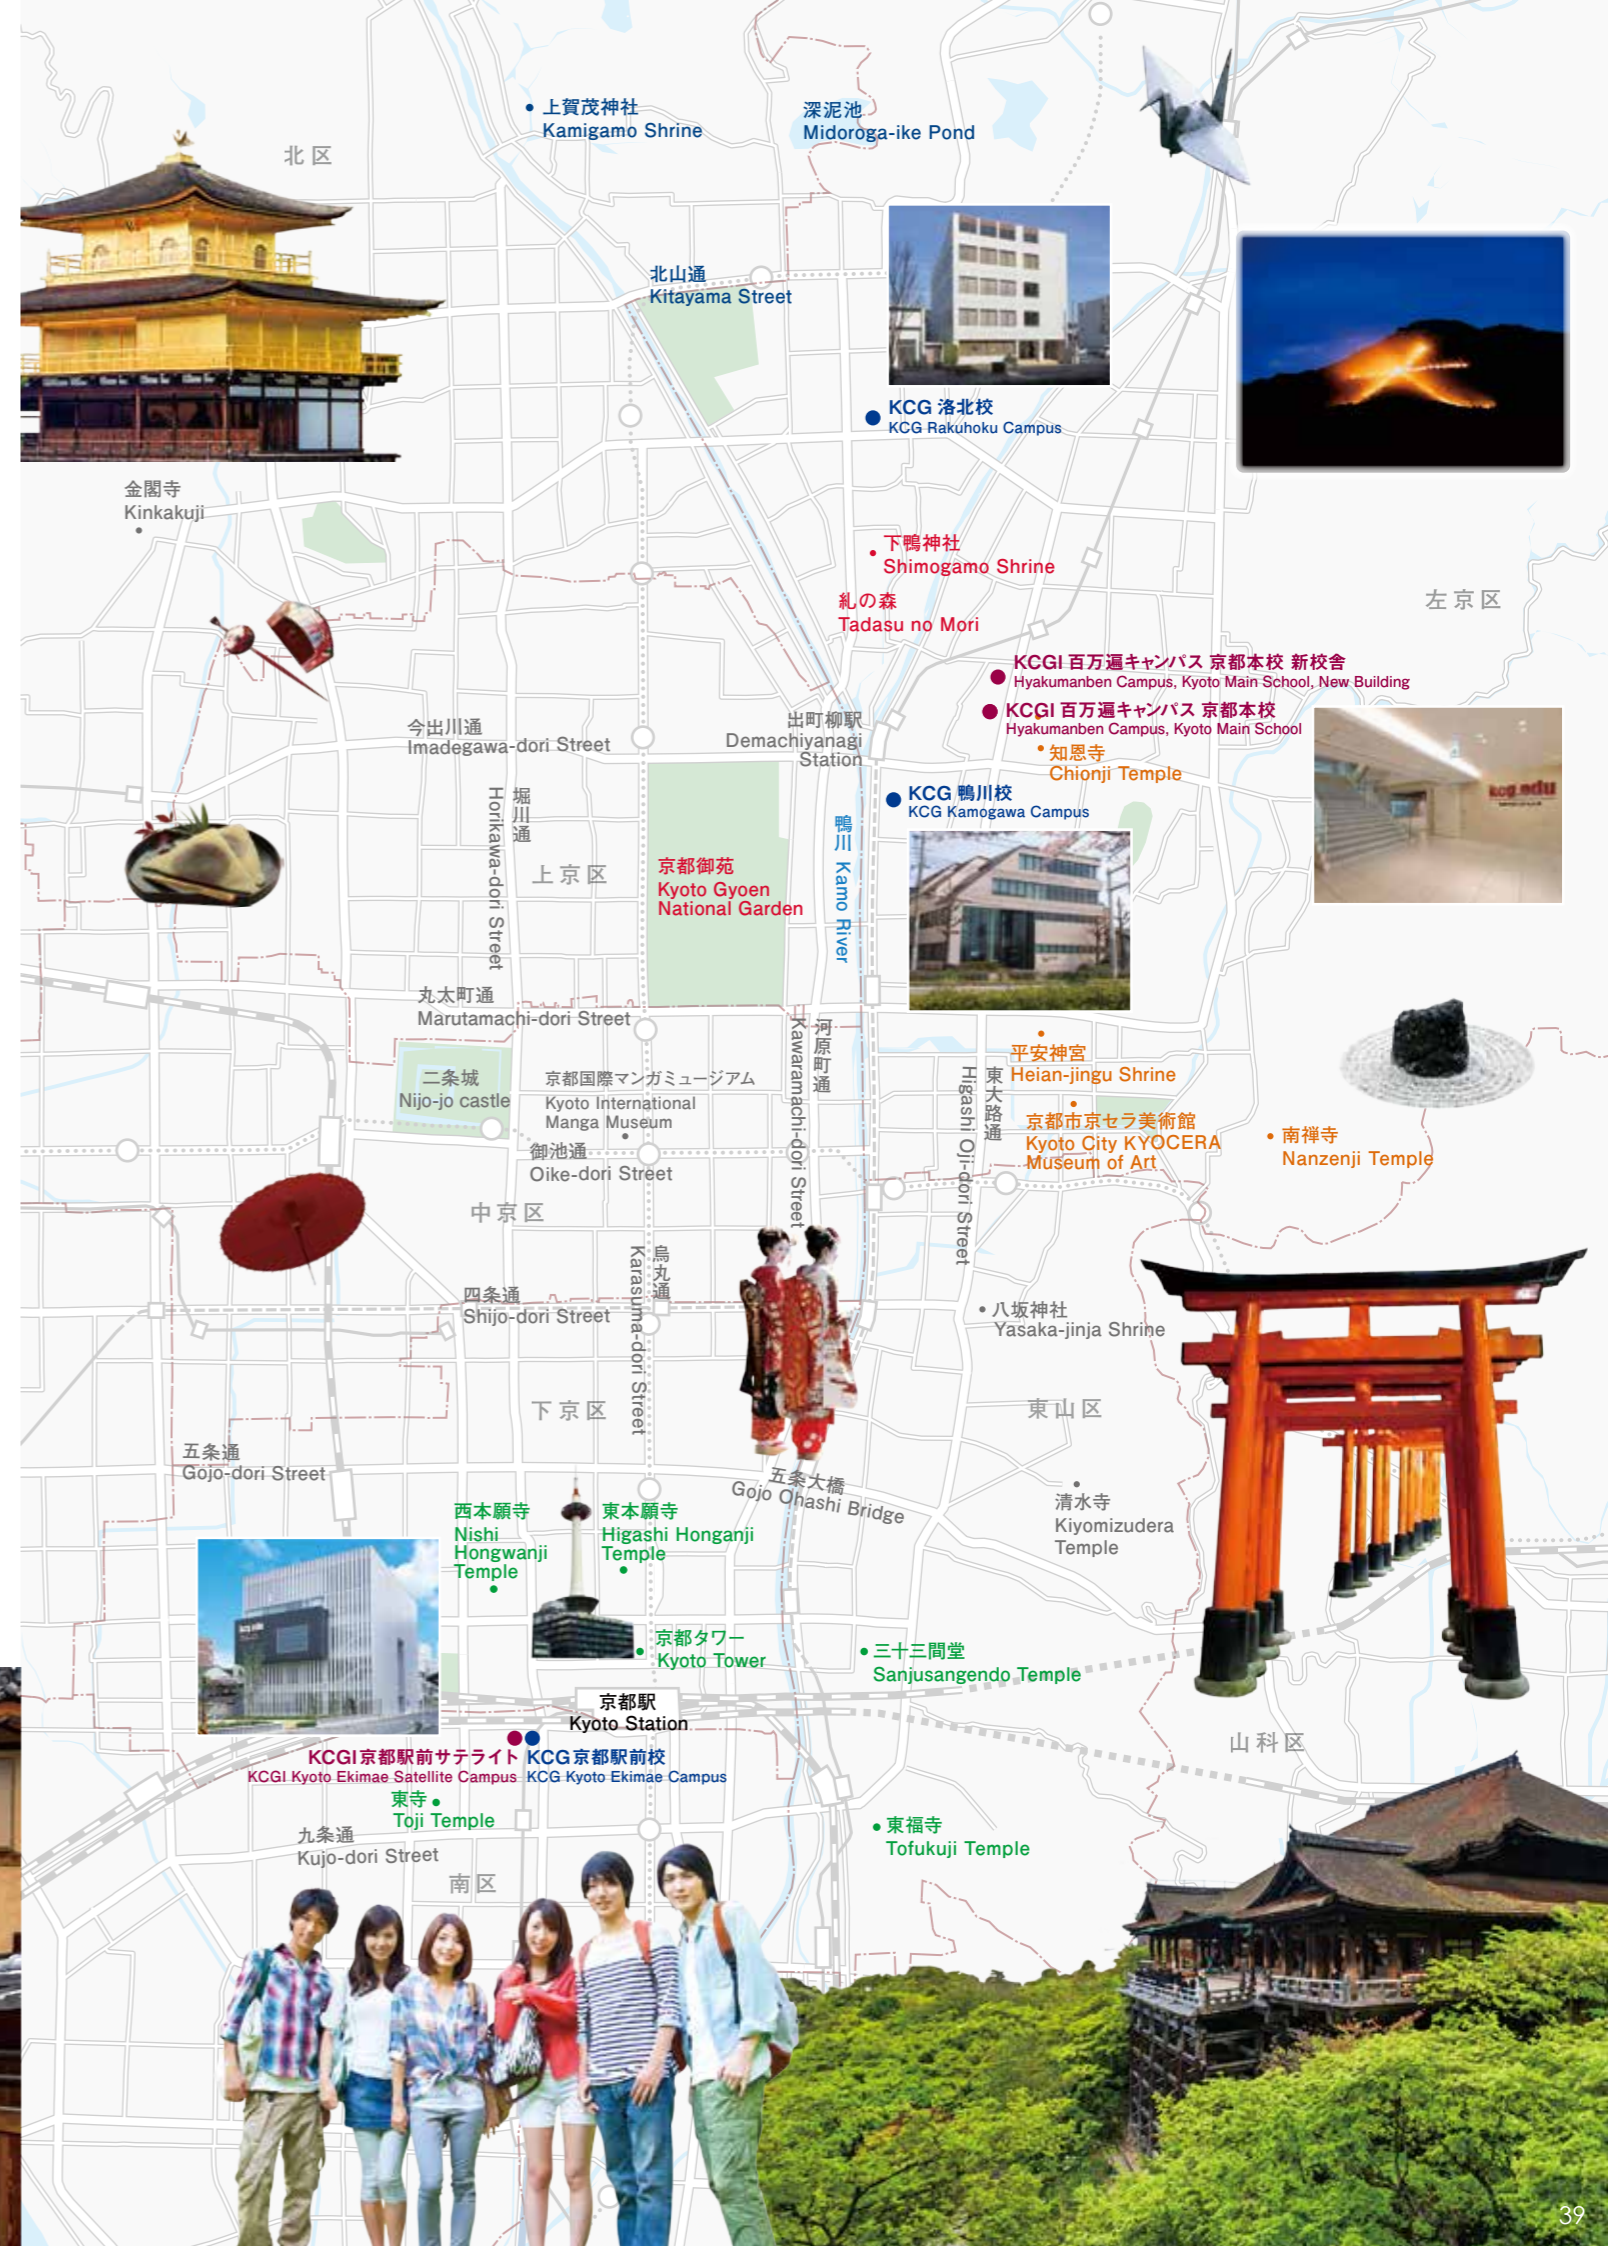 上賀茂神社
Kamigamo Shrine
深泥池
Midoroga-ike Pond
北区
北山通
Kitayama Street
KCG 洛北校
KCG Rakuhoku Campus
金閣寺
Kinkakuji
下鴨神社
Shimogamo Shrine
糺の森
Tadasu no Mori
左京区
KCGI 百万遍キャンパス 京都本校 新校舎
Hyakumanben Campus, Kyoto Main School, New Building
KCGI 百万遍キャンパス 京都本校
Hyakumanben Campus, Kyoto Main School
今出川通
Imadegawa-dori Street
出町柳駅
Demachiyanagi
Station
知恩寺
Chionji Temple
kcg.edu
KCG 鴨川校
KCG Kamogawa Campus
堀川通
Horikawa-dori Street
鴨川 Kamo River
上京区
京都御苑
Kyoto Gyoen
National Garden
丸太町通
Marutamachi-dori Street
河原町通
Kawaramachi-dori Street
平安神宮
Heian-jingu Shrine
東大路通
Higashi Oji-dori Street
二条城
Nijo-jo castle
京都国際マンガミュージアム
Kyoto International
Manga Museum
京都市京セラ美術館
Kyoto City KYOCERA
Museum of Art
南禅寺
Nanzenji Temple
御池通
Oike-dori Street
中京区
烏丸通
Karasuma-dori Street
四条通
Shijo-dori Street
八坂神社
Yasaka-jinja Shrine
下京区
東山区
五条通
Gojo-dori Street
五条大橋
Gojo Ohashi Bridge
清水寺
Kiyomizudera
Temple
西本願寺
Nishi
Hongwanji
Temple
東本願寺
Higashi Honganji
Temple
京都タワー
Kyoto Tower
三十三間堂
Sanjusangendo Temple
京都駅
Kyoto Station
山科区
KCGI京都駅前サテライト
KCGI Kyoto Ekimae Satellite Campus
KCG京都駅前校
KCG Kyoto Ekimae Campus
東寺
Toji Temple
東福寺
Tofukuji Temple
九条通
Kujo-dori Street
南区
39